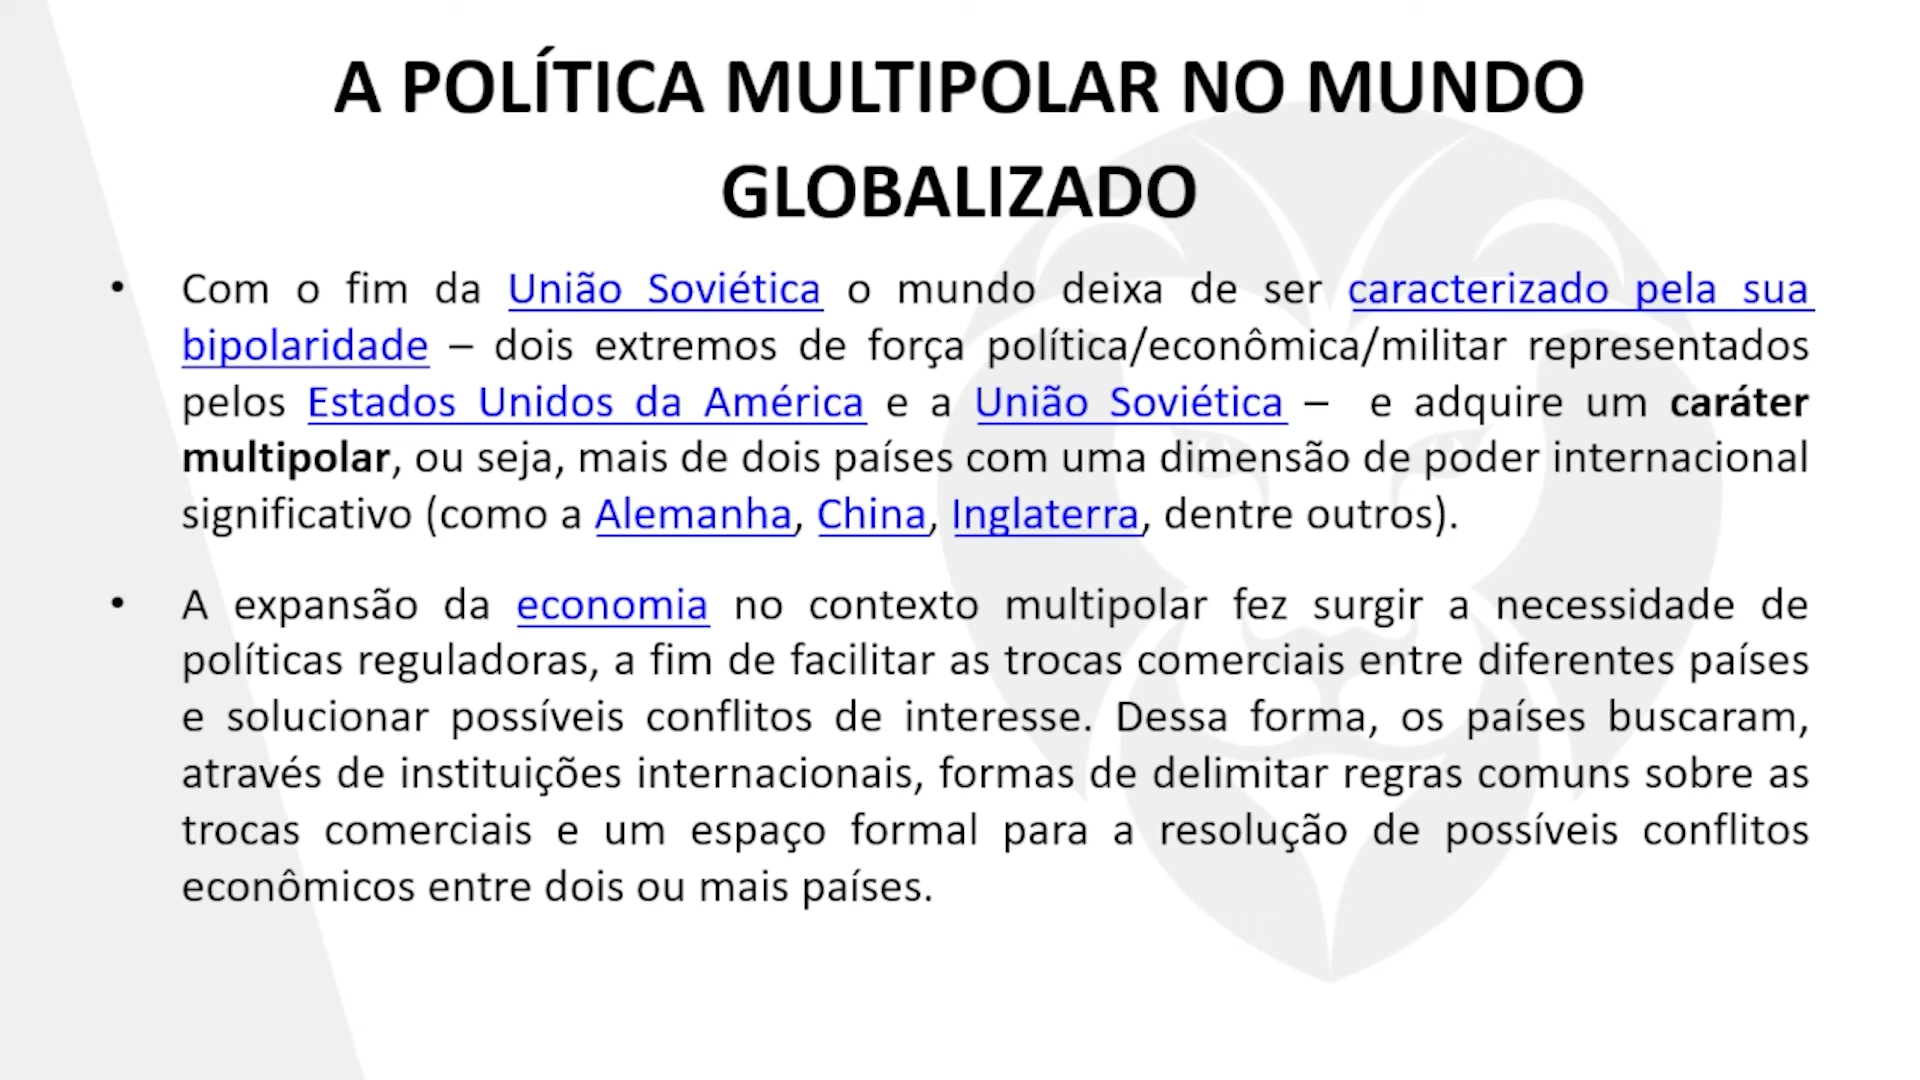 A POLÍTICA MULTIPOLAR NO MUNDO
GLOBALIZADO
• Com o fim da União Soviética o mundo deixa de ser caracterizado pela sua
bipolaridade – dois extremos de força política/econômica/militar representados
pelos Estados Unidos da América e a União Soviética – e adquire um caráter
multipolar, ou seja, mais de dois países com uma dimensão de poder internacional
significativo (como a Alemanha, China, Inglaterra, dentre outros).
• A expansão da economia no contexto multipolar fez surgir a necessidade de
políticas reguladoras, a fim de facilitar as trocas comerciais entre diferentes países
e solucionar possíveis conflitos de interesse. Dessa forma, os países buscaram,
através de instituições internacionais, formas de delimitar regras comuns sobre as
trocas comerciais e um espaço formal para a resolução de possíveis conflitos
econômicos entre dois ou mais países.